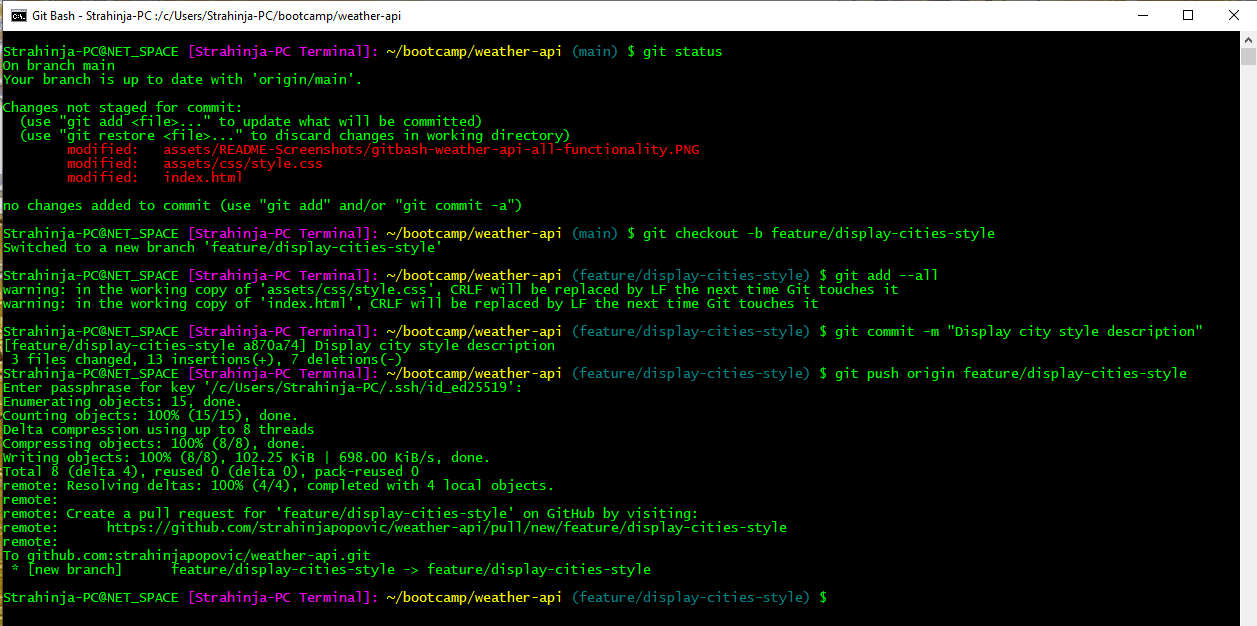 Git Bash - Strahinja-PC :/c/Users/Strahinja-PC/bootcamp/weather-api
Strahinja-PC@NET_SPACE [Strahinja-PC Terminal]: ~/bootcamp/weather-api (main) $ git status
On branch main
Your branch is up to date with 'origin/main'.
Changes not staged for commit:
  (use "git add <file>..." to update what will be committed)
  (use "git restore <file>..." to discard changes in working directory)
        modified:   assets/README-Screenshots/gitbash-weather-api-all-functionality.PNG
        modified:   assets/css/style.css
        modified:   index.html
no changes added to commit (use "git add" and/or "git commit -a")
Strahinja-PC@NET_SPACE [Strahinja-PC Terminal]: ~/bootcamp/weather-api (main) $ git checkout -b feature/display-cities-style
Switched to a new branch 'feature/display-cities-style'
Strahinja-PC@NET_SPACE [Strahinja-PC Terminal]: ~/bootcamp/weather-api (feature/display-cities-style) $ git add --all
warning: in the working copy of 'assets/css/style.css', CRLF will be replaced by LF the next time Git touches it
warning: in the working copy of 'index.html', CRLF will be replaced by LF the next time Git touches it
Strahinja-PC@NET_SPACE [Strahinja-PC Terminal]: ~/bootcamp/weather-api (feature/display-cities-style) $ git commit -m "Display city style description"
[feature/display-cities-style a870a74] Display city style description
 3 files changed, 13 insertions(+), 7 deletions(-)
Strahinja-PC@NET_SPACE [Strahinja-PC Terminal]: ~/bootcamp/weather-api (feature/display-cities-style) $ git push origin feature/display-cities-style
Enter passphrase for key '/c/Users/Strahinja-PC/.ssh/id_ed25519':
Enumerating objects: 15, done.
Counting objects: 100% (15/15), done.
Delta compression using up to 8 threads
Compressing objects: 100% (8/8), done.
Writing objects: 100% (8/8), 102.25 KiB | 698.00 KiB/s, done.
Total 8 (delta 4), reused 0 (delta 0), pack-reused 0
remote: Resolving deltas: 100% (4/4), completed with 4 local objects.
remote:
remote: Create a pull request for 'feature/display-cities-style' on GitHub by visiting:
remote:      https://github.com/strahinjapopovic/weather-api/pull/new/feature/display-cities-style
remote:
To github.com:strahinjapopovic/weather-api.git
 * [new branch]      feature/display-cities-style -> feature/display-cities-style
Strahinja-PC@NET_SPACE [Strahinja-PC Terminal]: ~/bootcamp/weather-api (feature/display-cities-style) $